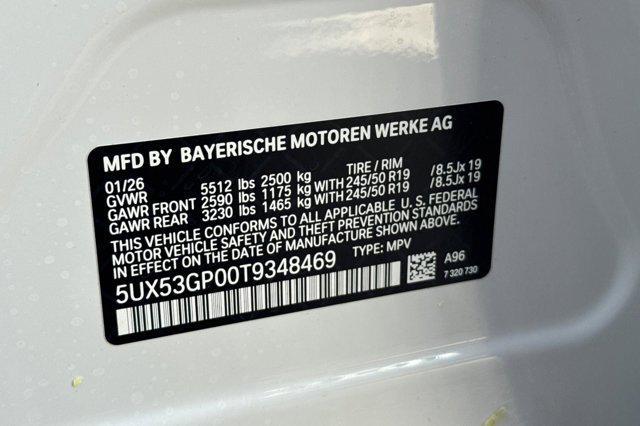 MFD BY BAYERISCHE MOTOREN WERKE AG
01/26 TIRE / RIM
GVWR 5512 lbs 2500 kg
GAWR FRONT 2590 lbs 1175 kg WITH 245/50 R19 /8.5Jx 19
GAWR REAR 3230 lbs 1465 kg WITH 245/50 R19 /8.5Jx 19
THIS VEHICLE CONFORMS TO ALL APPLICABLE U. S. FEDERAL
MOTOR VEHICLE SAFETY AND THEFT PREVENTION STANDARDS
IN EFFECT ON THE DATE OF MANUFACTURE SHOWN ABOVE.
5UX53GP00T9348469 TYPE: MPV A96
7 320 730